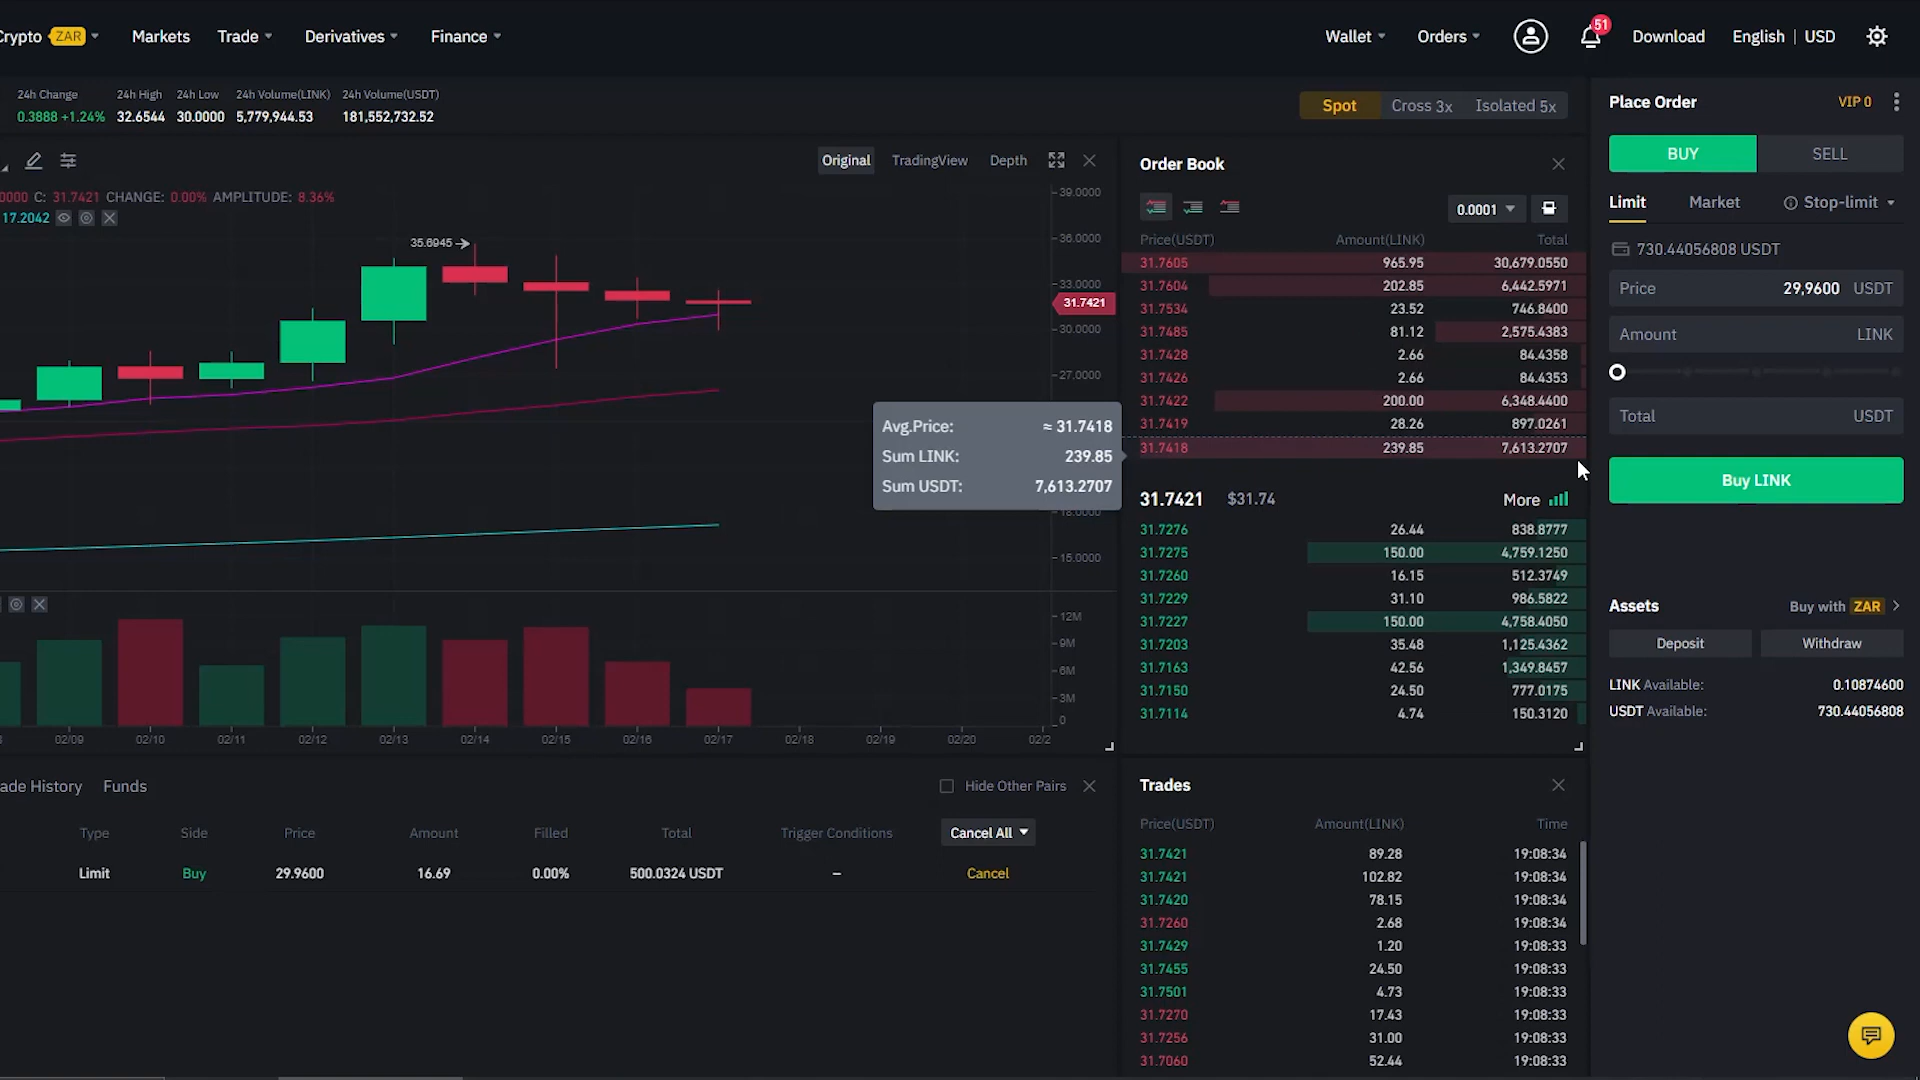 Crypto ZAR Markets Trade Derivatives Finance Wallet Orders 51 Download English | USD
24h Change 24h High 24h Low 24h Volume(LINK) 24h Volume(USDT)
0.3888 +1.24% 32.6544 30.0000 5,779,944.53 181,552,732.52
Spot Cross 3x Isolated 5x
Original TradingView Depth
0000 C: 31.7421 CHANGE: 0.00% AMPLITUDE: 8.36%
17.2042
35.6945
39.0000
36.0000
33.0000
31.7421
30.0000
27.0000
18.0000
15.0000
12M
9M
6M
3M
0
02/09 02/10 02/11 02/12 02/13 02/14 02/15 02/16 02/17 02/18 02/19 02/20 02/2
Avg.Price: ≈ 31.7418
Sum LINK: 239.85
Sum USDT: 7,613.2707
Order Book
0.0001
Price(USDT) Amount(LINK) Total
31.7605 965.95 30,679.0550
31.7604 202.85 6,442.5971
31.7534 23.52 746.8400
31.7485 81.12 2,575.4383
31.7428 2.66 84.4358
31.7426 2.66 84.4353
31.7422 200.00 6,348.4400
31.7419 28.26 897.0261
31.7418 239.85 7,613.2707
31.7421 $31.74 More
31.7276 26.44 838.8777
31.7275 150.00 4,759.1250
31.7260 16.15 512.3749
31.7229 31.10 986.5822
31.7227 150.00 4,758.4050
31.7203 35.48 1,125.4362
31.7163 42.56 1,349.8457
31.7150 24.50 777.0175
31.7114 4.74 150.3120
Place Order VIP 0
BUY SELL
Limit Market Stop-limit
730.44056808 USDT
Price 29,9600 USDT
Amount LINK
Total USDT
Buy LINK
Assets Buy with ZAR
Deposit Withdraw
LINK Available: 0.10874600
USDT Available: 730.44056808
ade History Funds Hide Other Pairs
Type Side Price Amount Filled Total Trigger Conditions Cancel All
Limit Buy 29.9600 16.69 0.00% 500.0324 USDT – Cancel
Trades
Price(USDT) Amount(LINK) Time
31.7421 89.28 19:08:34
31.7421 102.82 19:08:34
31.7420 78.15 19:08:34
31.7260 2.68 19:08:34
31.7429 1.20 19:08:33
31.7455 24.50 19:08:33
31.7501 4.73 19:08:33
31.7270 17.43 19:08:33
31.7256 31.00 19:08:33
31.7060 52.44 19:08:33